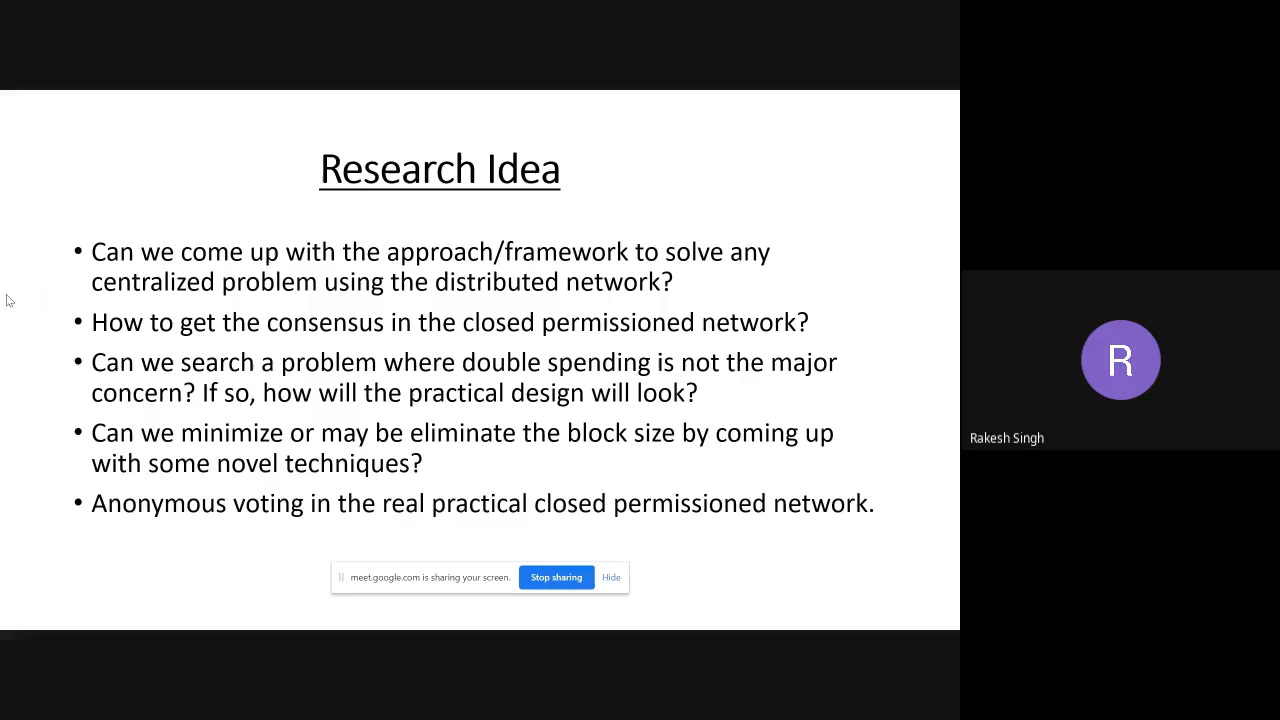 Research Idea
• Can we come up with the approach/framework to solve any
centralized problem using the distributed network?
• How to get the consensus in the closed permissioned network?
• Can we search a problem where double spending is not the major
concern? If so, how will the practical design will look?
• Can we minimize or may be eliminate the block size by coming up
with some novel techniques?
• Anonymous voting in the real practical closed permissioned network.
meet.google.com is sharing your screen. Stop sharing Hide
R
Rakesh Singh